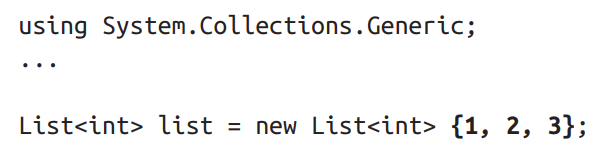 using System.Collections.Generic;
...
List<int> list = new List<int> {1, 2, 3};